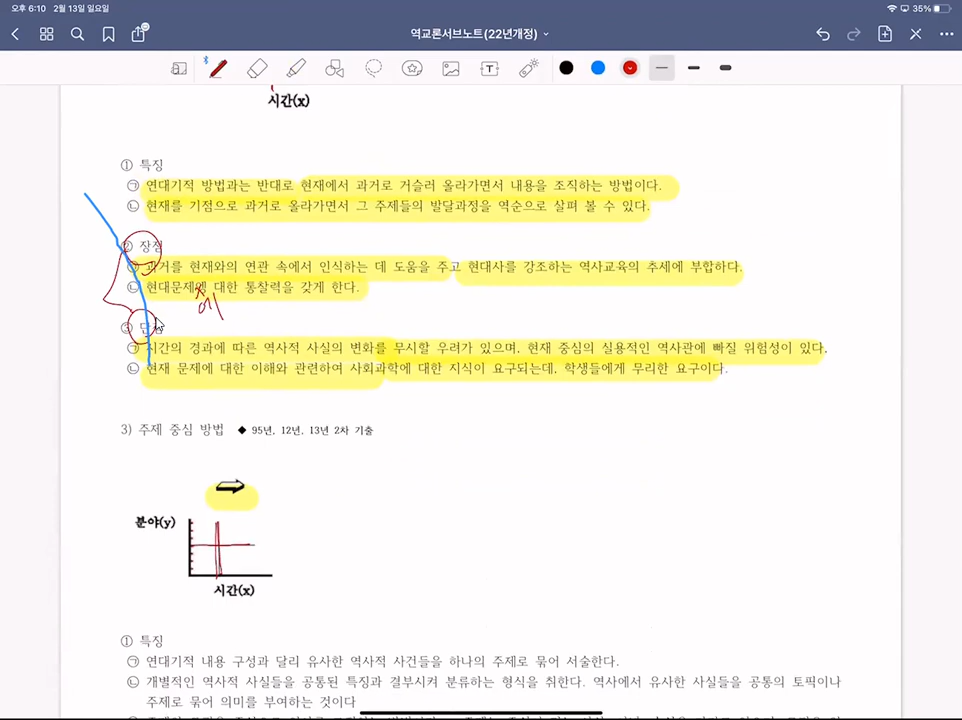 오후 6:10 2월 13일 일요일
35%
역교론서브노트(22년개정)
시간(x)
① 특징
㉠ 연대기적 방법과는 반대로 현재에서 과거로 거슬러 올라가면서 내용을 조직하는 방법이다.
㉡ 현재를 기점으로 과거로 올라가면서 그 주제들의 발달과정을 역순으로 살펴 볼 수 있다.
② 장점
㉠ 과거를 현재와의 연관 속에서 인식하는 데 도움을 주고 현대사를 강조하는 역사교육의 추세에 부합하다.
㉡ 현대문제에 대한 통찰력을 갖게 한다.
③
㉠ 시간의 경과에 따른 역사적 사실의 변화를 무시할 우려가 있으며, 현재 중심의 실용적인 역사관에 빠질 위험성이 있다.
㉡ 현재 문제에 대한 이해와 관련하여 사회과학에 대한 지식이 요구되는데, 학생들에게 무리한 요구이다.
3) 주제 중심 방법 ◆ 95년, 12년, 13년 2차 기출
분야(y)
시간(x)
① 특징
㉠ 연대기적 내용 구성과 달리 유사한 역사적 사건들을 하나의 주제로 묶어 서술한다.
㉡ 개별적인 역사적 사실들을 공통된 특징과 결부시켜 분류하는 형식을 취한다. 역사에서 유사한 사실들을 공통의 토픽이나
주제로 묶어 의미를 부여하는 것이다